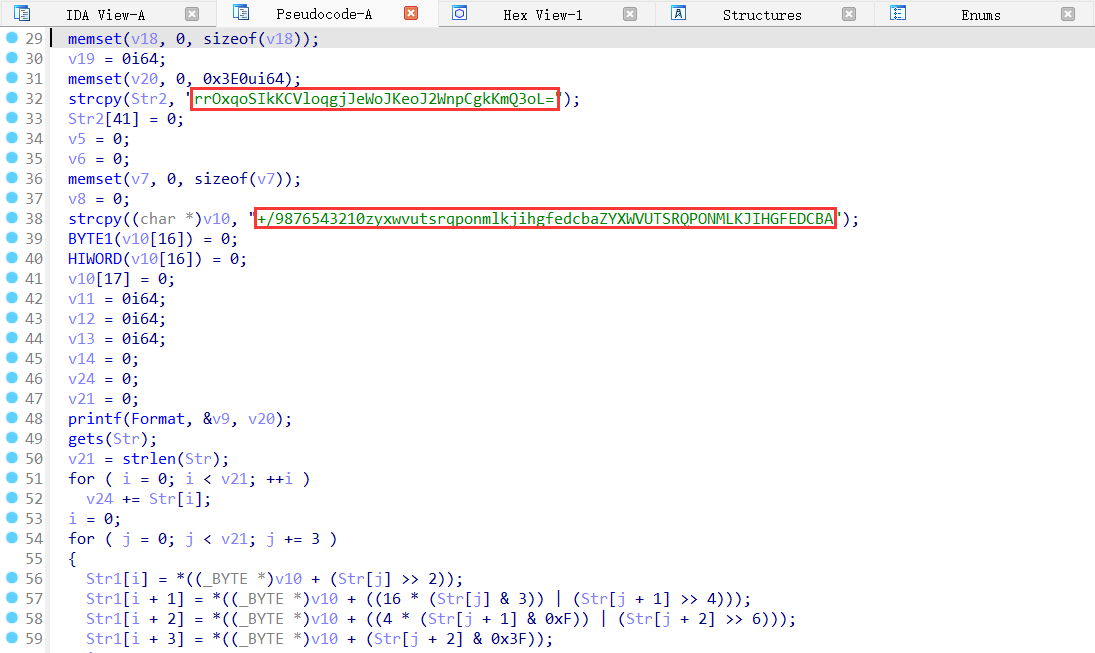 IDA View-A Pseudocode-A Hex View-1 Structures Enums
29 memset(v18, 0, sizeof(v18));
30 v19 = 0i64;
31 memset(v20, 0, 0x3E0ui64);
32 strcpy(Str2, "rrOxqoSIkKCVloqgjJeWoJKeoJ2WnpCgkKmQ3oL=");
33 Str2[41] = 0;
34 v5 = 0;
35 v6 = 0;
36 memset(v7, 0, sizeof(v7));
37 v8 = 0;
38 strcpy((char *)v10, "+/9876543210zyxwvutsrqponmlkjihgfedcbaZYXWVUTSRQPONMLKJIHGFEDCBA");
39 BYTE1(v10[16]) = 0;
40 HIWORD(v10[16]) = 0;
41 v10[17] = 0;
42 v11 = 0i64;
43 v12 = 0i64;
44 v13 = 0i64;
45 v14 = 0;
46 v24 = 0;
47 v21 = 0;
48 printf(Format, &v9, v20);
49 gets(Str);
50 v21 = strlen(Str);
51 for ( i = 0; i < v21; ++i )
52 v24 += Str[i];
53 i = 0;
54 for ( j = 0; j < v21; j += 3 )
55 {
56 Str1[i] = *((_BYTE *)v10 + (Str[j] >> 2));
57 Str1[i + 1] = *((_BYTE *)v10 + ((16 * (Str[j] & 3)) | (Str[j + 1] >> 4)));
58 Str1[i + 2] = *((_BYTE *)v10 + ((4 * (Str[j + 1] & 0xF)) | (Str[j + 2] >> 6)));
59 Str1[i + 3] = *((_BYTE *)v10 + (Str[j + 2] & 0x3F));